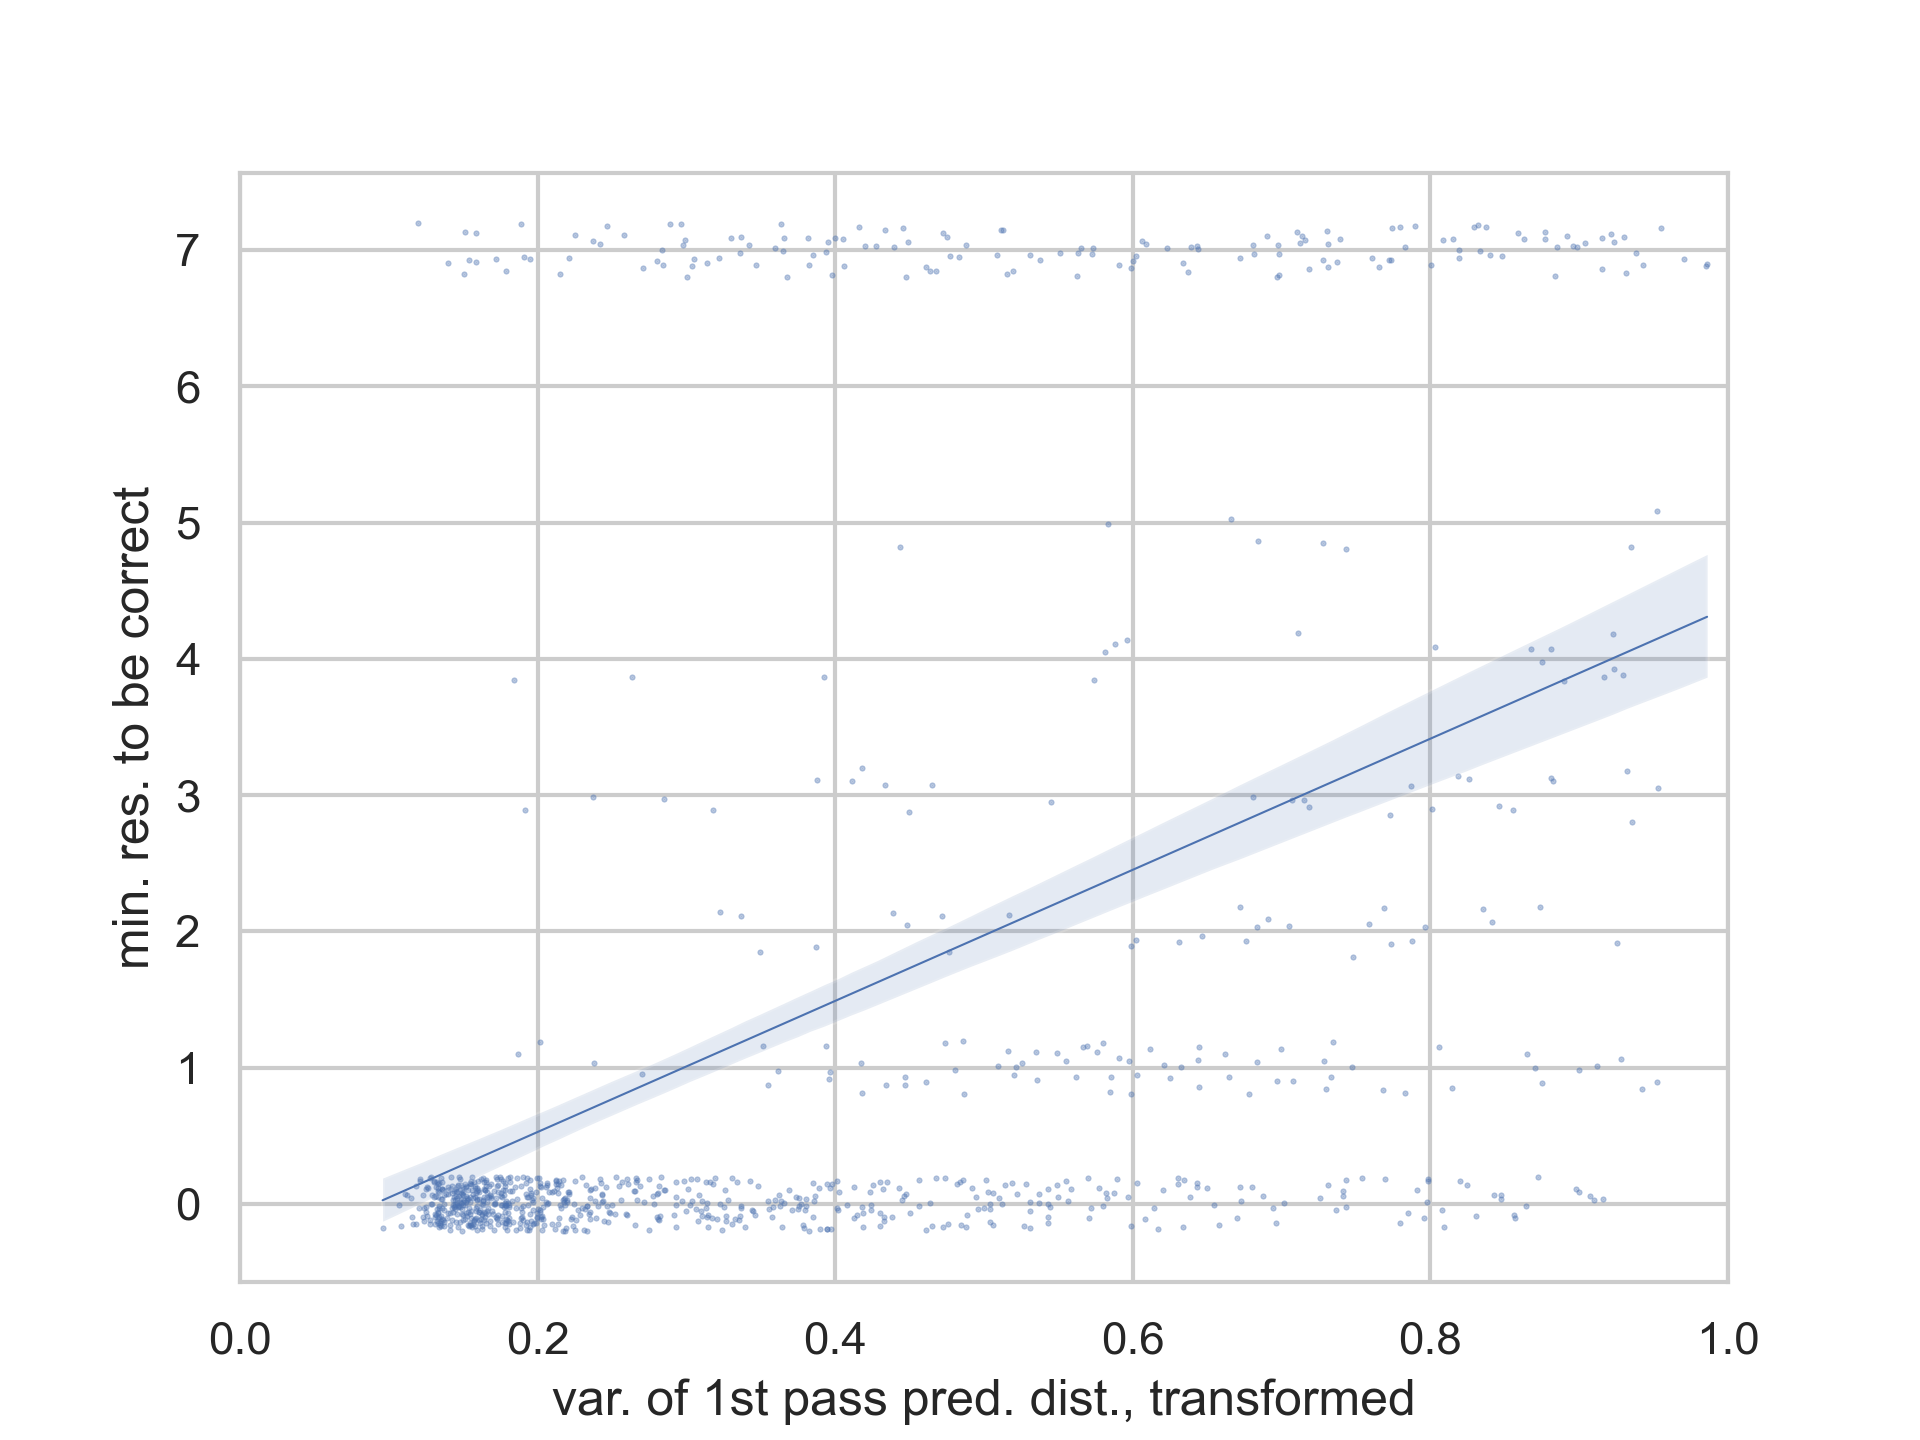 7
6
5
4
3
2
1
0
min. res. to be correct
0.0 0.2 0.4 0.6 0.8 1.0
var. of 1st pass pred. dist., transformed